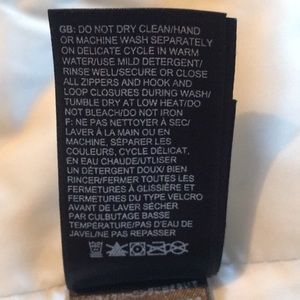 GB: DO NOT DRY CLEAN/HAND
OR MACHINE WASH SEPARATELY
ON DELICATE CYCLE IN WARM
WATER/USE MILD DETERGENT/
RINSE WELL/SECURE OR CLOSE
ALL ZIPPERS AND HOOK AND
LOOP CLOSURES DURING WASH/
TUMBLE DRY AT LOW HEAT/DO
NOT BLEACH/DO NOT IRON
F: NE PAS NETTOYER À SEC/
LAVER À LA MAIN OU EN
MACHINE, SÉPARER LES
COULEURS, CYCLE DÉLICAT,
EN EAU CHAUDE/UTILISER
UN DÉTERGENT DOUX/ BIEN
RINCER/FERMER TOUTES LES
FERMETURES À GLISSIÈRE ET
FERMETURES DU TYPE VELCRO
AVANT DE LAVER SÉCHER
PAR CULBUTAGE BASSE
TEMPÉRATURE/PAS D'EAU DE
JAVEL/NE PAS REPASSER